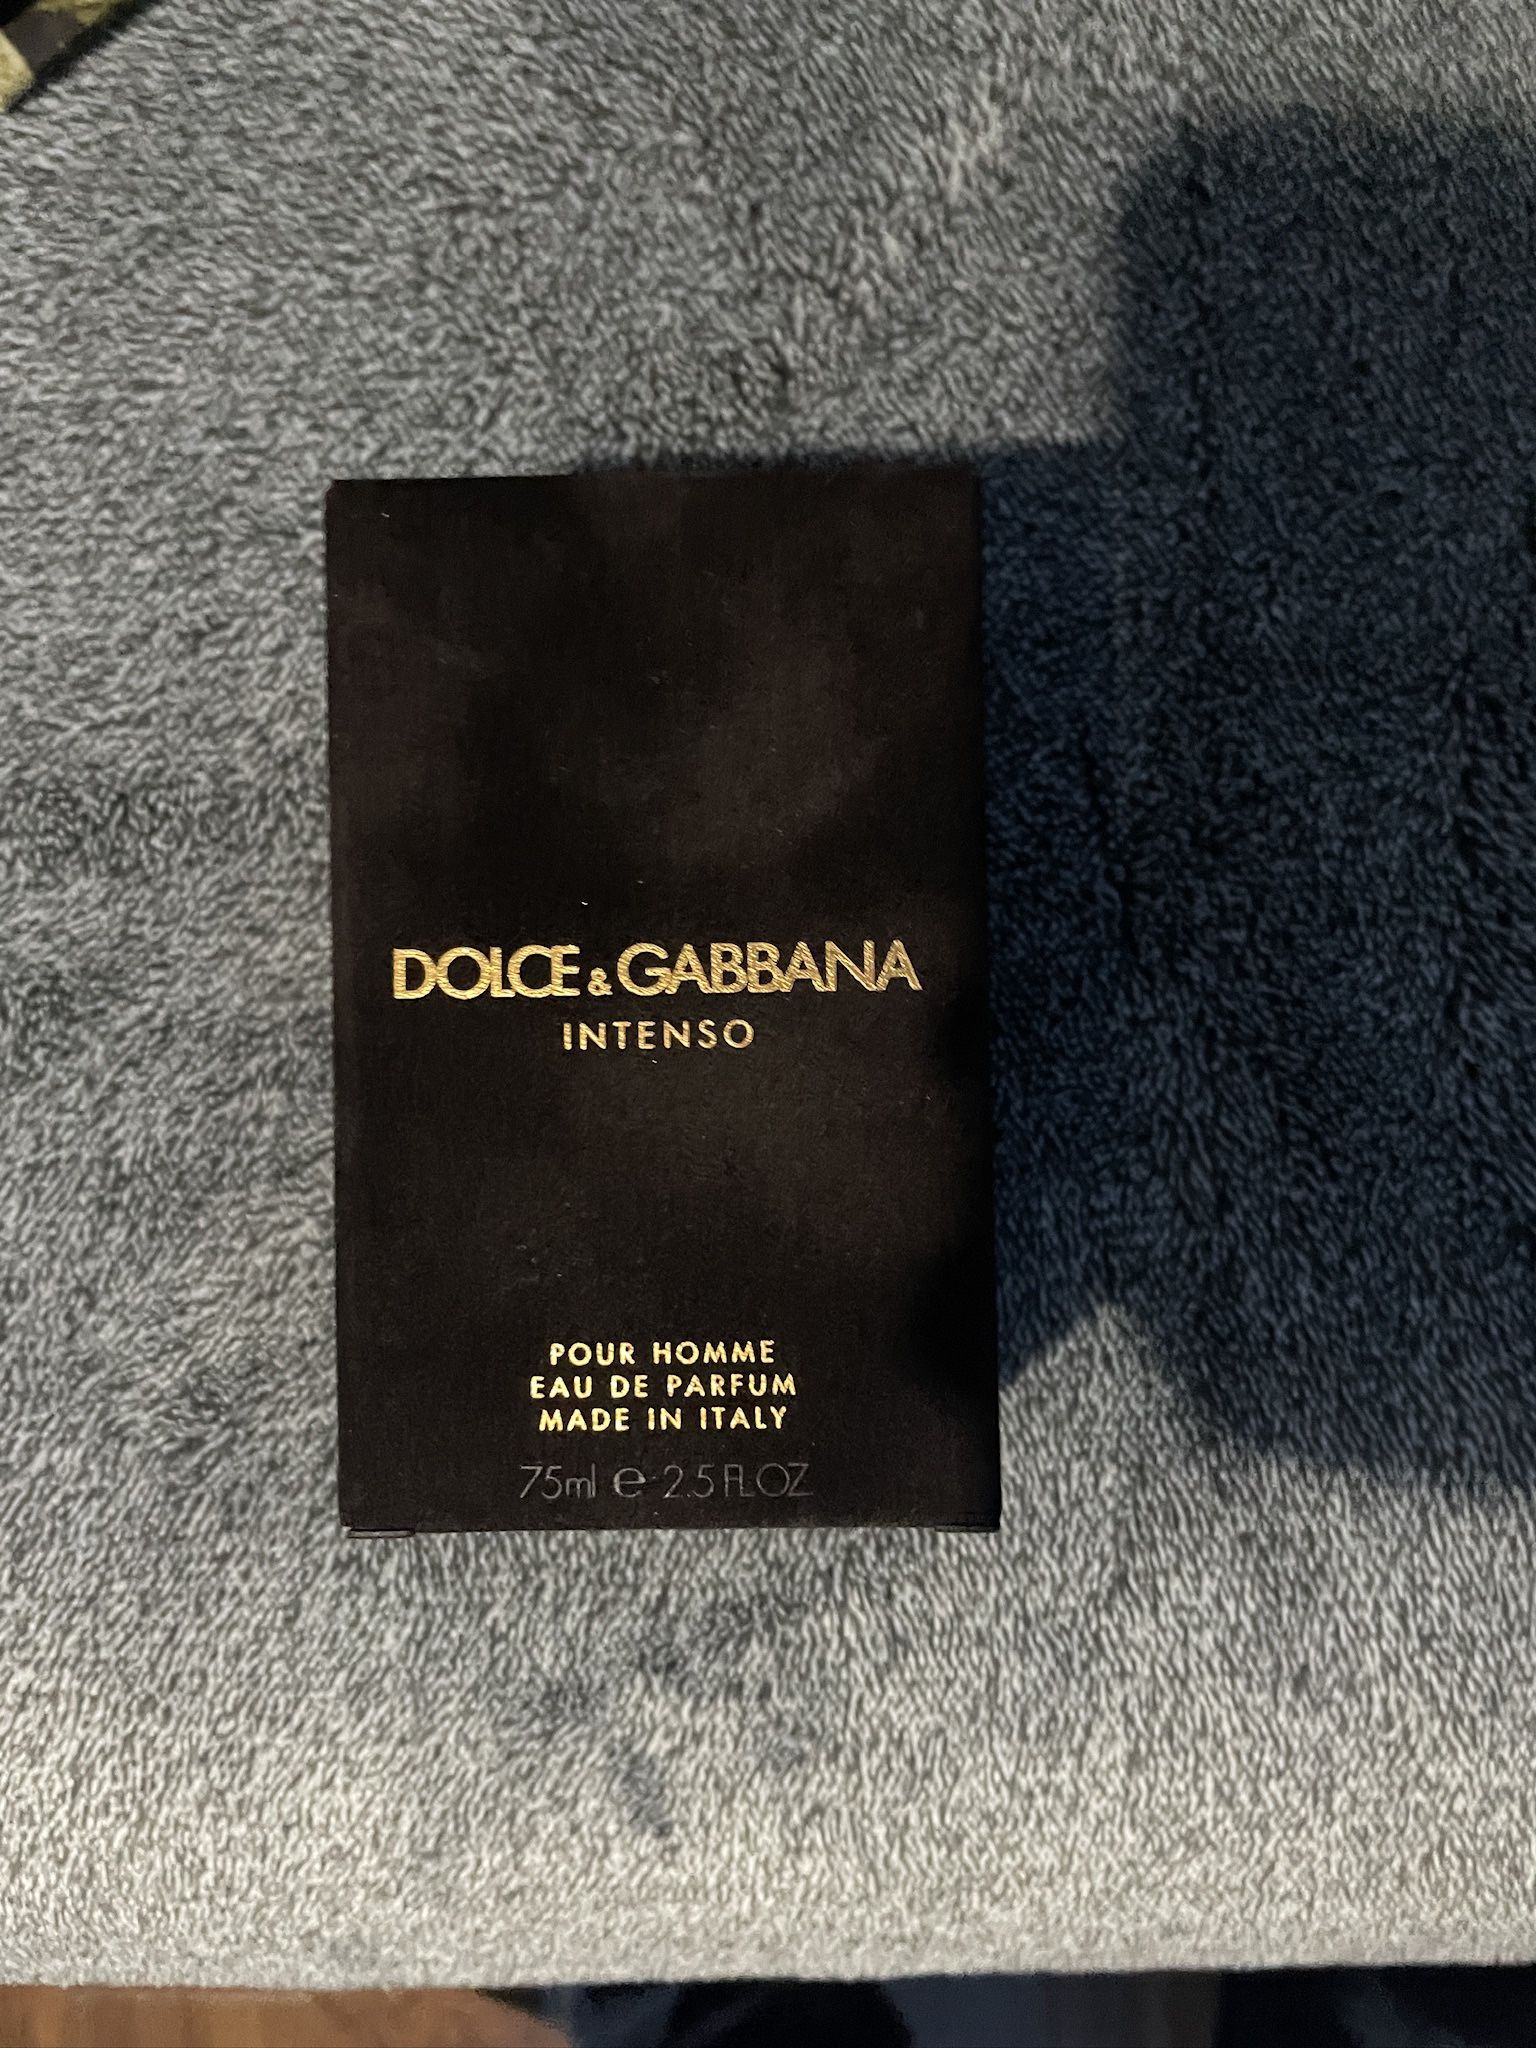 DOLCE&GABBANA
INTENSO
POUR HOMME
EAU DE PARFUM
MADE IN ITALY
75ml e 2.5 FL.OZ